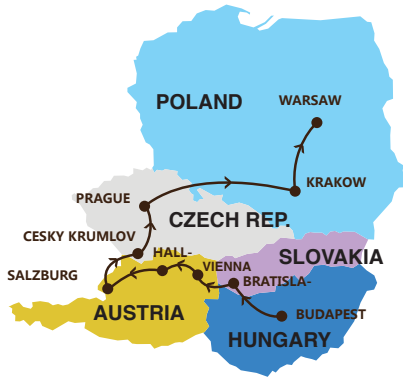 WARSAW
POLAND
KRAKOW
PRAGUE
CZECH REP.
CESKY KRUMLOV
HALL-
SLOVAKIA
SALZBURG
VIENNA
BRATISLA-
AUSTRIA
BUDAPEST
HUNGARY